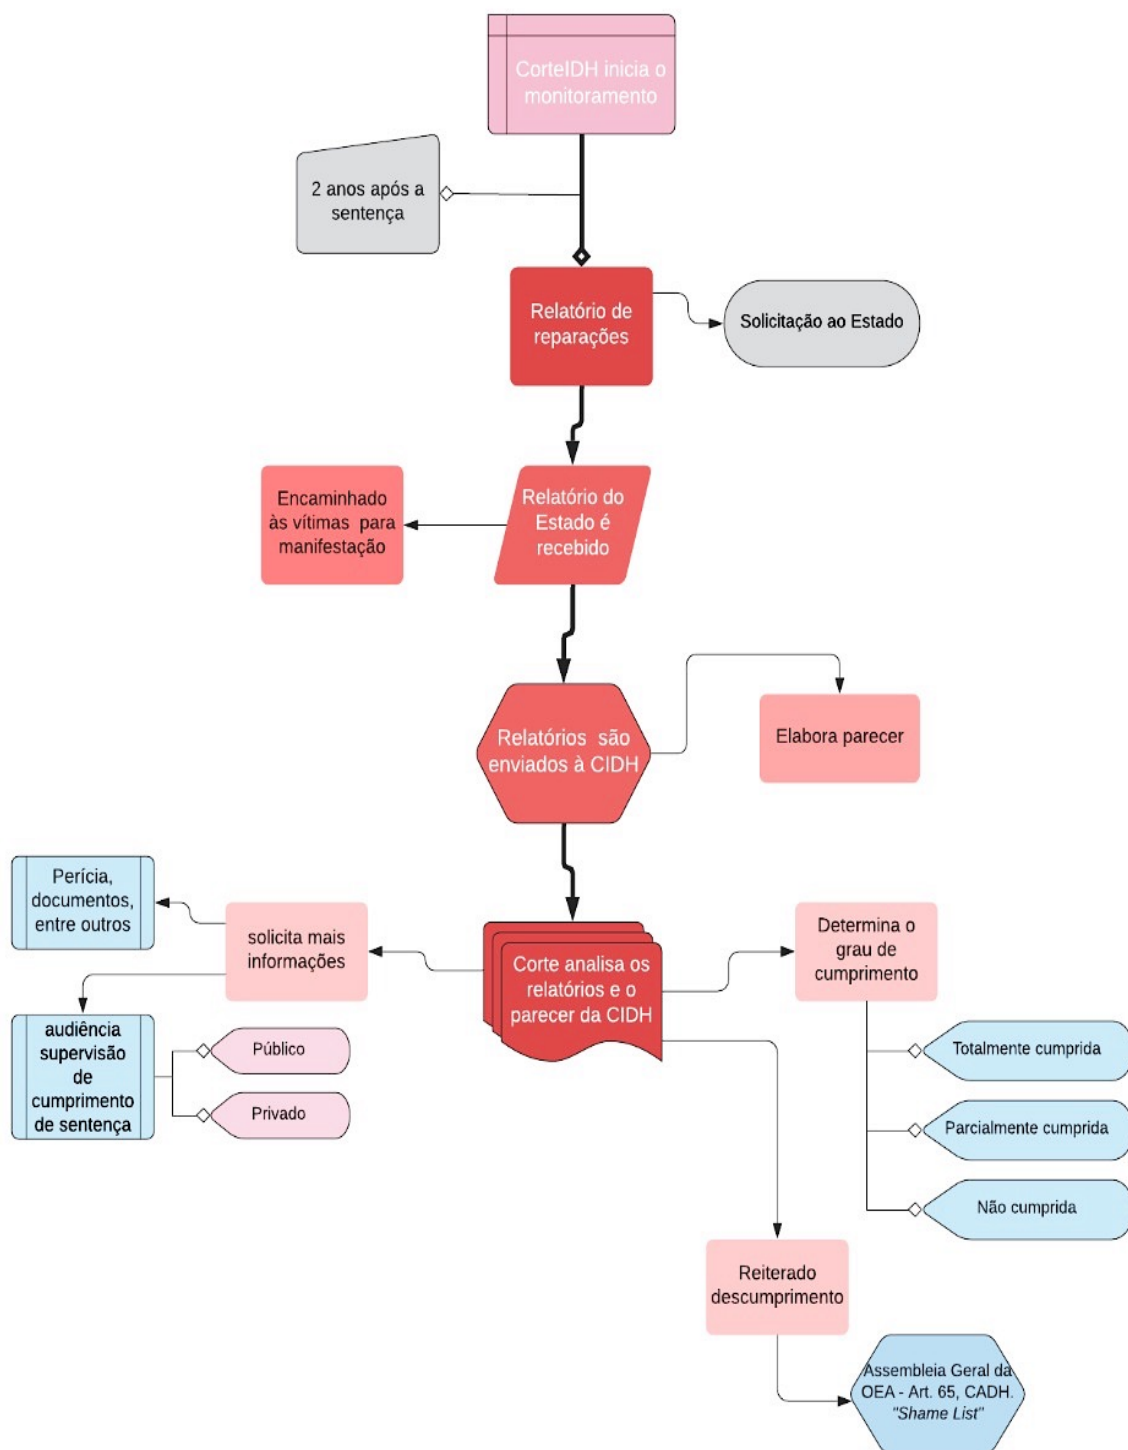 CorteIDH inicia o
monitoramento
2 anos após a
sentença
Relatório de
reparações
Solicitação ao Estado
Encaminhado
às vítimas para
manifestação
Relatório do
Estado é
recebido
Relatórios são
enviados à CIDH
Elabora parecer
Perícia,
documentos,
entre outros
solicita mais
informações
Corte analisa os
relatórios e o
parecer da CIDH
Determina o
grau de
cumprimento
audiência
supervisão
de
cumprimento
de sentença
Público
Privado
Totalmente cumprida
Parcialmente cumprida
Não cumprida
Reiterado
descumprimento
Assembleia Geral da
OEA - Art. 65, CADH.
"Shame List"